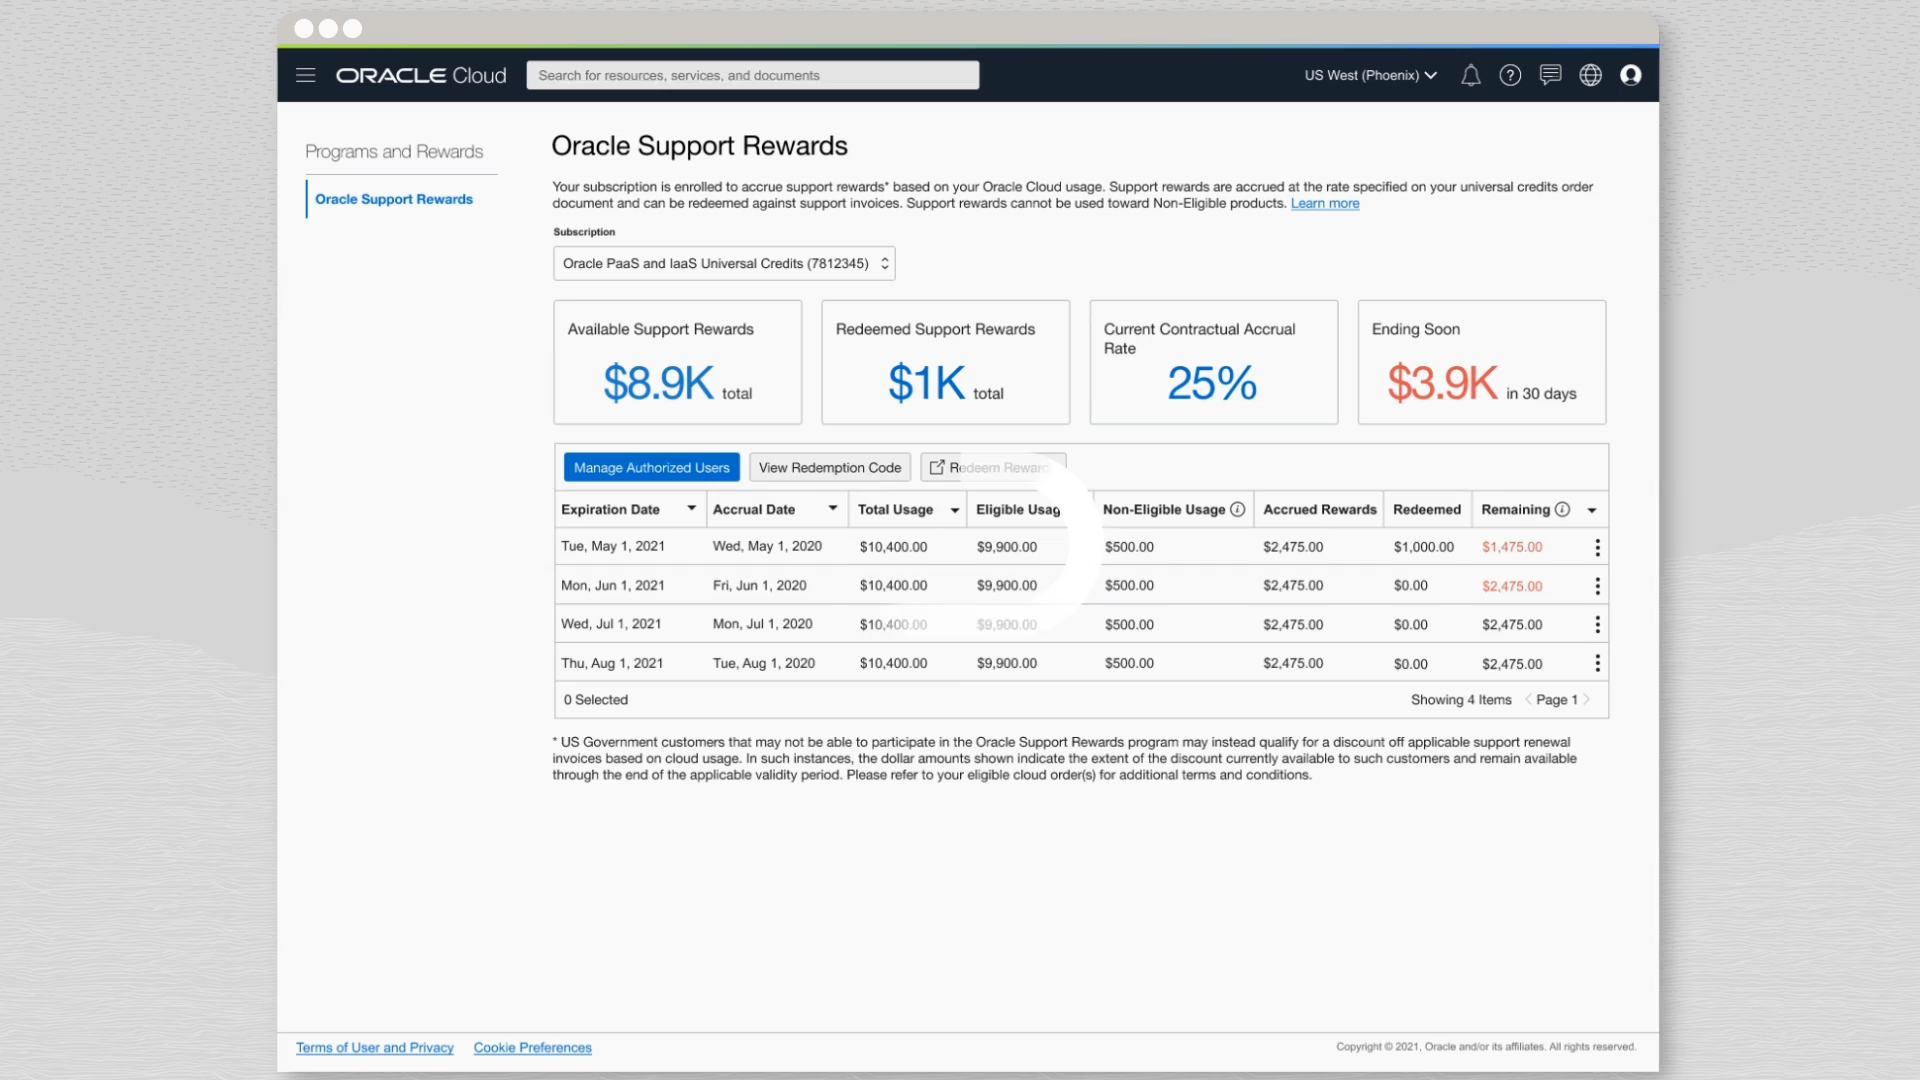 ORACLE Cloud
Search for resources, services, and documents
US West (Phoenix)
Programs and Rewards
Oracle Support Rewards
Oracle Support Rewards
Your subscription is enrolled to accrue support rewards* based on your Oracle Cloud usage. Support rewards are accrued at the rate specified on your universal credits order
document and can be redeemed against support invoices. Support rewards cannot be used toward Non-Eligible products. Learn more
Subscription
Oracle PaaS and IaaS Universal Credits (7812345)
Available Support Rewards
$8.9K total
Redeemed Support Rewards
$1K total
Current Contractual Accrual
Rate
25%
Ending Soon
$3.9K in 30 days
Manage Authorized Users View Redemption Code Redeem Reward
Expiration Date Accrual Date Total Usage Eligible Usag Non-Eligible Usage Accrued Rewards Redeemed Remaining
Tue, May 1, 2021 Wed, May 1, 2020 $10,400.00 $9,900.00 $500.00 $2,475.00 $1,000.00 $1,475.00
Mon, Jun 1, 2021 Fri, Jun 1, 2020 $10,400.00 $9,900.00 $500.00 $2,475.00 $0.00 $2,475.00
Wed, Jul 1, 2021 Mon, Jul 1, 2020 $10,400.00 $9,900.00 $500.00 $2,475.00 $0.00 $2,475.00
Thu, Aug 1, 2021 Tue, Aug 1, 2020 $10,400.00 $9,900.00 $500.00 $2,475.00 $0.00 $2,475.00
0 Selected Showing 4 Items Page 1
* US Government customers that may not be able to participate in the Oracle Support Rewards program may instead qualify for a discount off applicable support renewal
invoices based on cloud usage. In such instances, the dollar amounts shown indicate the extent of the discount currently available to such customers and remain available
through the end of the applicable validity period. Please refer to your eligible cloud order(s) for additional terms and conditions.
Terms of User and Privacy Cookie Preferences
Copyright © 2021, Oracle and/or its affiliates. All rights reserved.